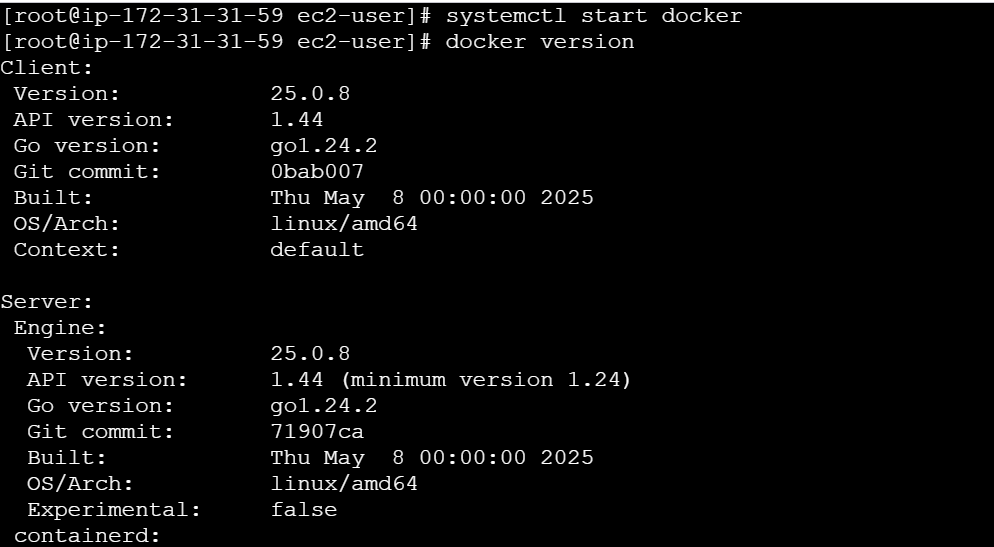 [root@ip-172-31-31-59 ec2-user]# systemctl start docker
[root@ip-172-31-31-59 ec2-user]# docker version
Client:
 Version:           25.0.8
 API version:       1.44
 Go version:        go1.24.2
 Git commit:        0bab007
 Built:             Thu May  8 00:00:00 2025
 OS/Arch:           linux/amd64
 Context:           default

Server:
 Engine:
  Version:          25.0.8
  API version:      1.44 (minimum version 1.24)
  Go version:       go1.24.2
  Git commit:       71907ca
  Built:            Thu May  8 00:00:00 2025
  OS/Arch:          linux/amd64
  Experimental:     false
 containerd: